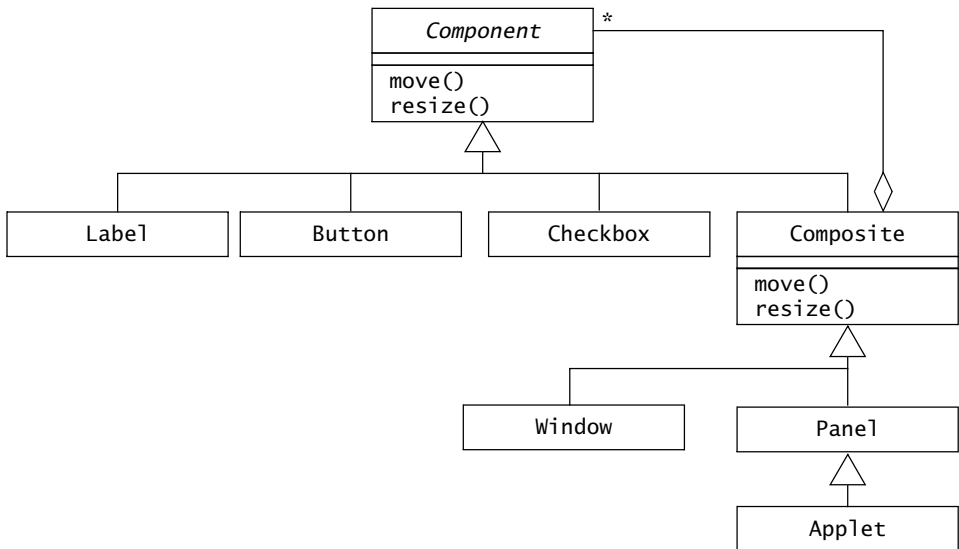 Component
*
move()
resize()
Label
Button
Checkbox
Composite
move()
resize()
Window
Panel
Applet